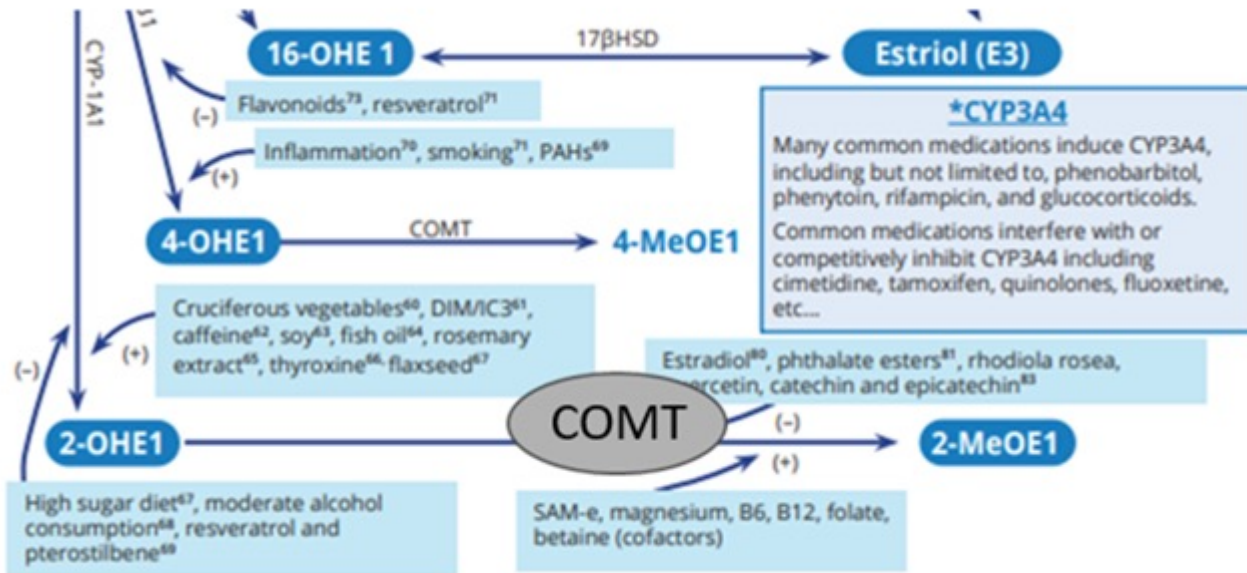 CYP-1A1
17βHSD
16-OHE 1
Estriol (E3)
Flavonoids⁷³, resveratrol⁷¹
(–)
Inflammation⁷⁰, smoking⁷¹, PAHs⁶⁹
(+)
*CYP3A4
Many common medications induce CYP3A4,
including but not limited to, phenobarbitol,
phenytoin, rifampicin, and glucocorticoids.
Common medications interfere with or
competitively inhibit CYP3A4 including
cimetidine, tamoxifen, quinolones, fluoxetine,
etc...
4-OHE1
COMT
4-MeOE1
Cruciferous vegetables⁶⁰, DIM/IC3⁶¹,
caffeine⁶², soy⁶³, fish oil⁶⁴, rosemary
extract⁶⁵, thyroxine⁶⁶, flaxseed⁶⁷
(+)
(–)
Estradiol⁸⁰, phthalate esters⁸¹, rhodiola rosea,
catechin and epicatechin⁸³
COMT
(–)
2-OHE1
2-MeOE1
(+)
High sugar diet⁶⁷, moderate alcohol
consumption⁶⁸, resveratrol and
pterostilbene⁶⁹
SAM-e, magnesium, B6, B12, folate,
betaine (cofactors)